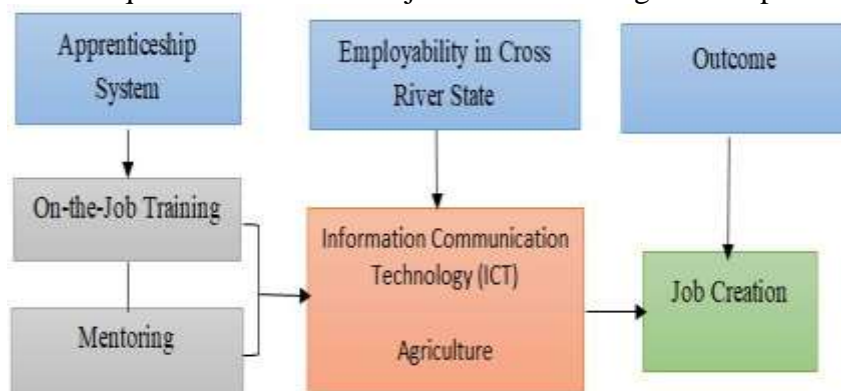 Apprenticeship
System
Employability in Cross
River State
Outcome
On-the-Job Training
Information Communication
Technology (ICT)
Agriculture
Job Creation
Mentoring